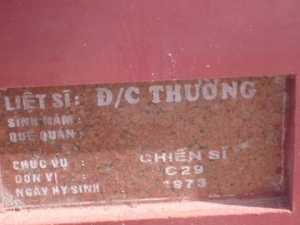 LIỆT SĨ: Đ/C THƯỜNG
SINH NĂM :
QUÊ QUÁN :
CHỨC VỤ : CHIẾN SĨ
ĐƠN VỊ : C29
NGÀY HY SINH : 1973